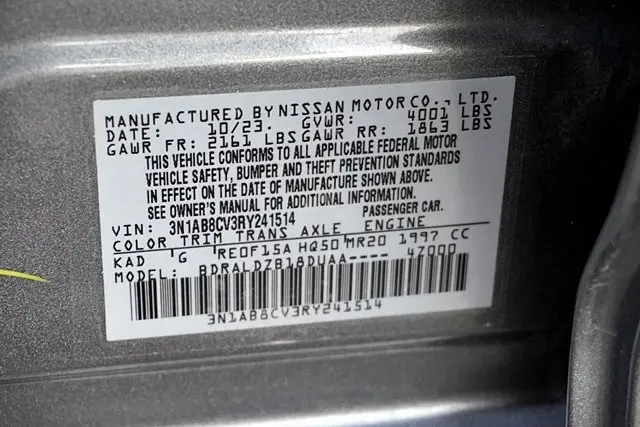 MANUFACTURED BY NISSAN MOTOR CO., LTD.
DATE: 10/23. GVWR: 4001 LBS
GAWR FR: 2161 LBS GAWR RR: 1863 LBS
THIS VEHICLE CONFORMS TO ALL APPLICABLE FEDERAL MOTOR
VEHICLE SAFETY, BUMPER AND THEFT PREVENTION STANDARDS
IN EFFECT ON THE DATE OF MANUFACTURE SHOWN ABOVE.
SEE OWNER'S MANUAL FOR ADDITIONAL INFORMATION.
VIN: 3N1AB8CV3RY241514 PASSENGER CAR.
COLOR TRIM TRANS AXLE ENGINE
KAD G RE0F15A HQ50 MR20 1997 CC
MODEL: BDRALDZB18DUAA---- 4Z000
3N1AB8CV3RY241514